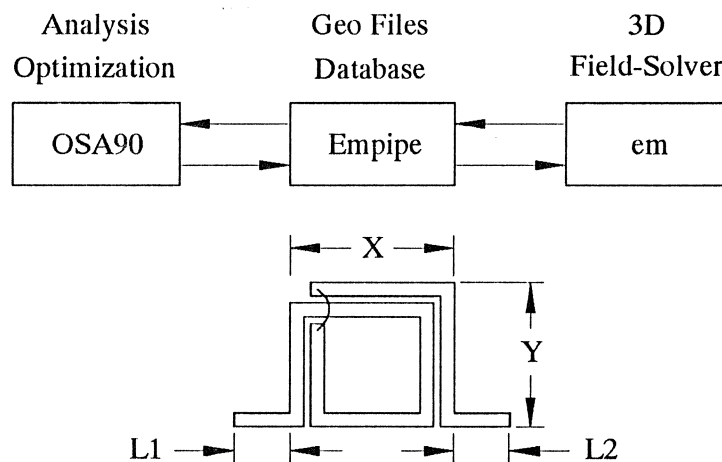 Analysis
Optimization
Geo Files
Database
3D
Field-Solver
OSA90
Empipe
em
X
Y
L1
L2